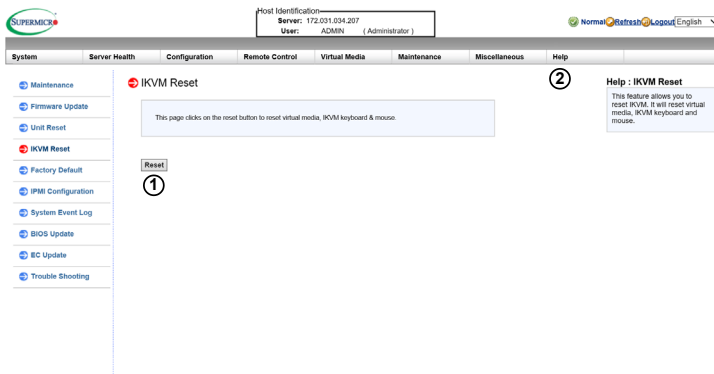 SUPERMICR
Host Identification
Server: 172.031.034.207
User: ADMIN ( Administrator )
Normal Refresh Logout English
System Server Health Configuration Remote Control Virtual Media Maintenance Miscellaneous Help
Maintenance
Firmware Update
Unit Reset
IKVM Reset
Factory Default
IPMI Configuration
System Event Log
BIOS Update
EC Update
Trouble Shooting
IKVM Reset
This page clicks on the reset button to reset virtual media, IKVM keyboard & mouse.
Reset
1
2
Help : IKVM Reset
This feature allows you to
reset IKVM. It will reset virtual
media, IKVM keyboard and
mouse.